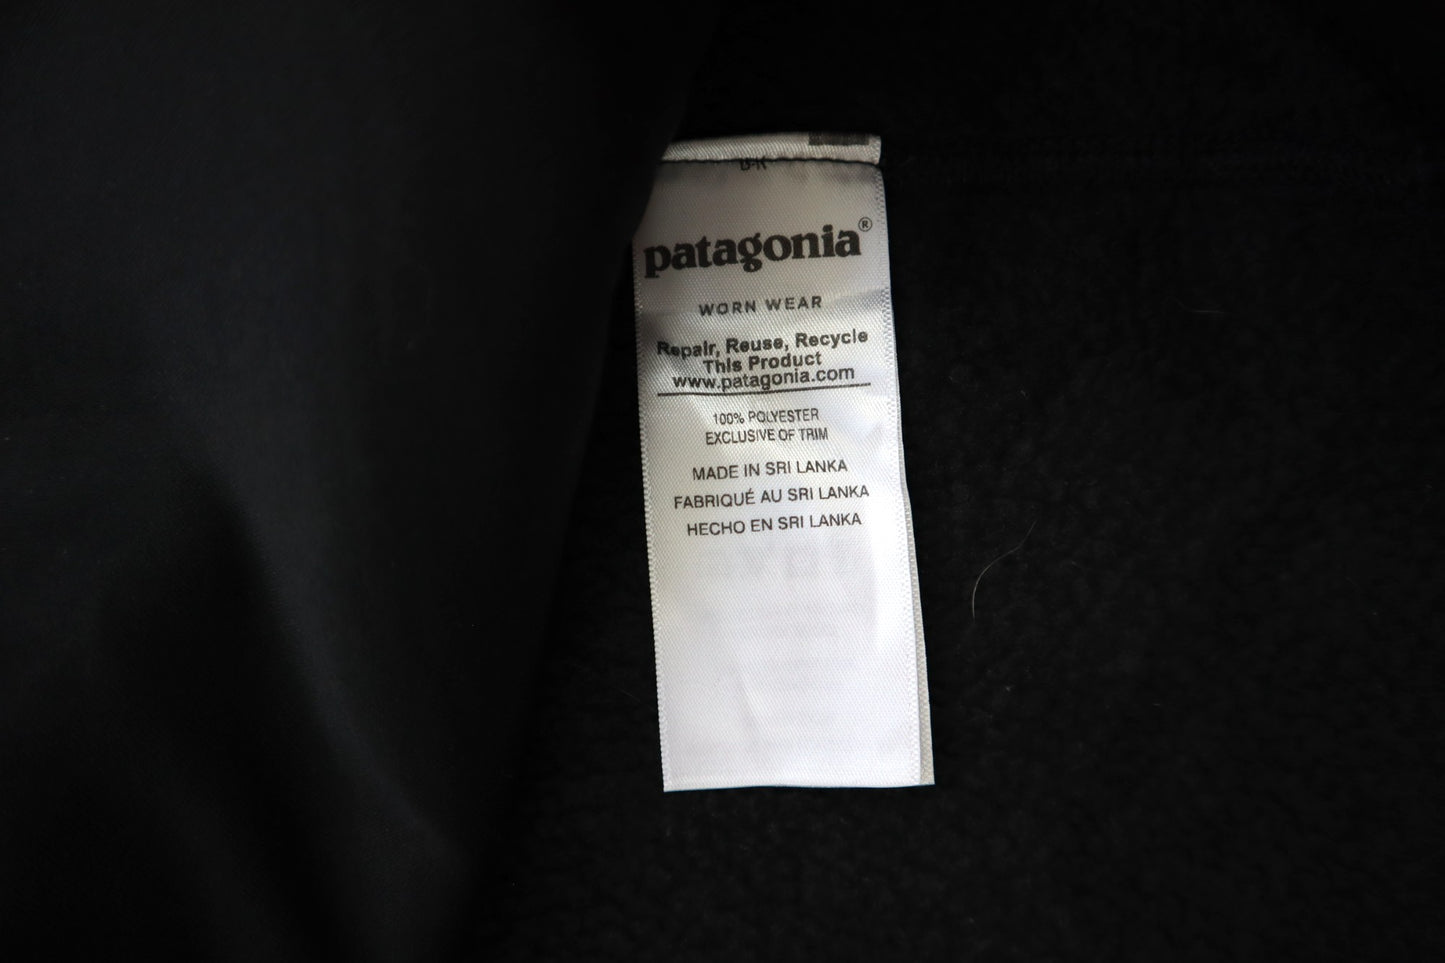 patagonia®
WORN WEAR
Repair, Reuse, Recycle
This Product
www.patagonia.com
100% POLYESTER
EXCLUSIVE OF TRIM
MADE IN SRI LANKA
FABRIQUÉ AU SRI LANKA
HECHO EN SRI LANKA